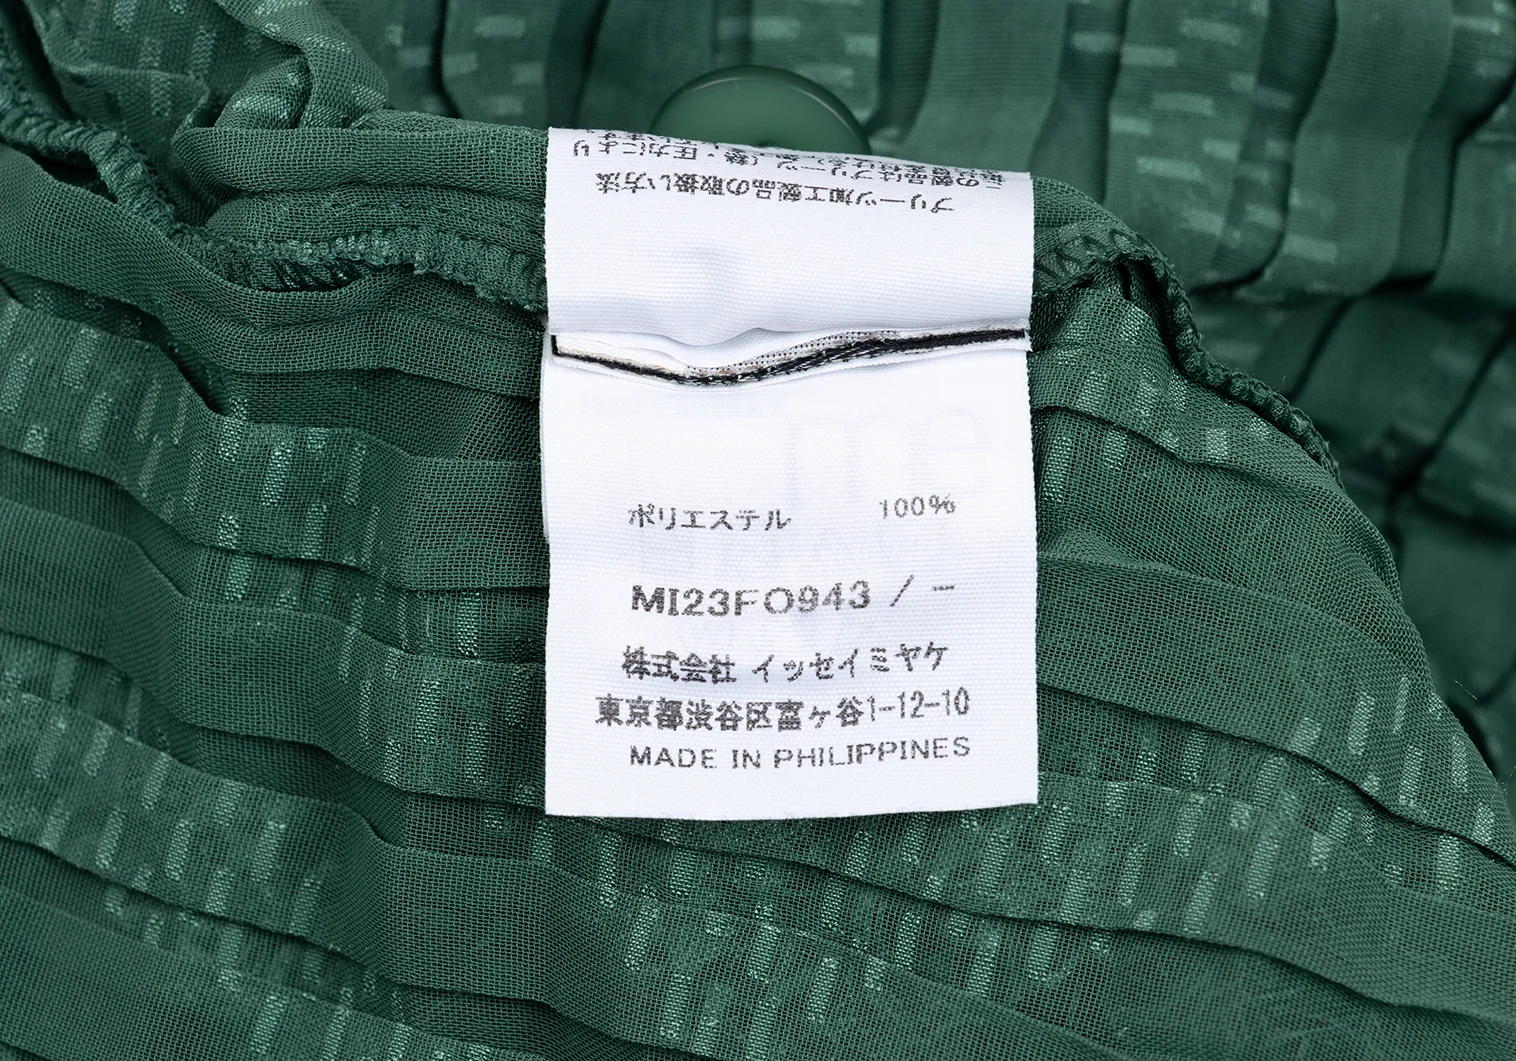 プリーツ加工製品の取扱い方法
この製品はプリーツ(熱・圧力により
ポリエステル 100%
MI23FO943 / -
株式会社 イッセイミヤケ
東京都渋谷区富ヶ谷1-12-10
MADE IN PHILIPPINES